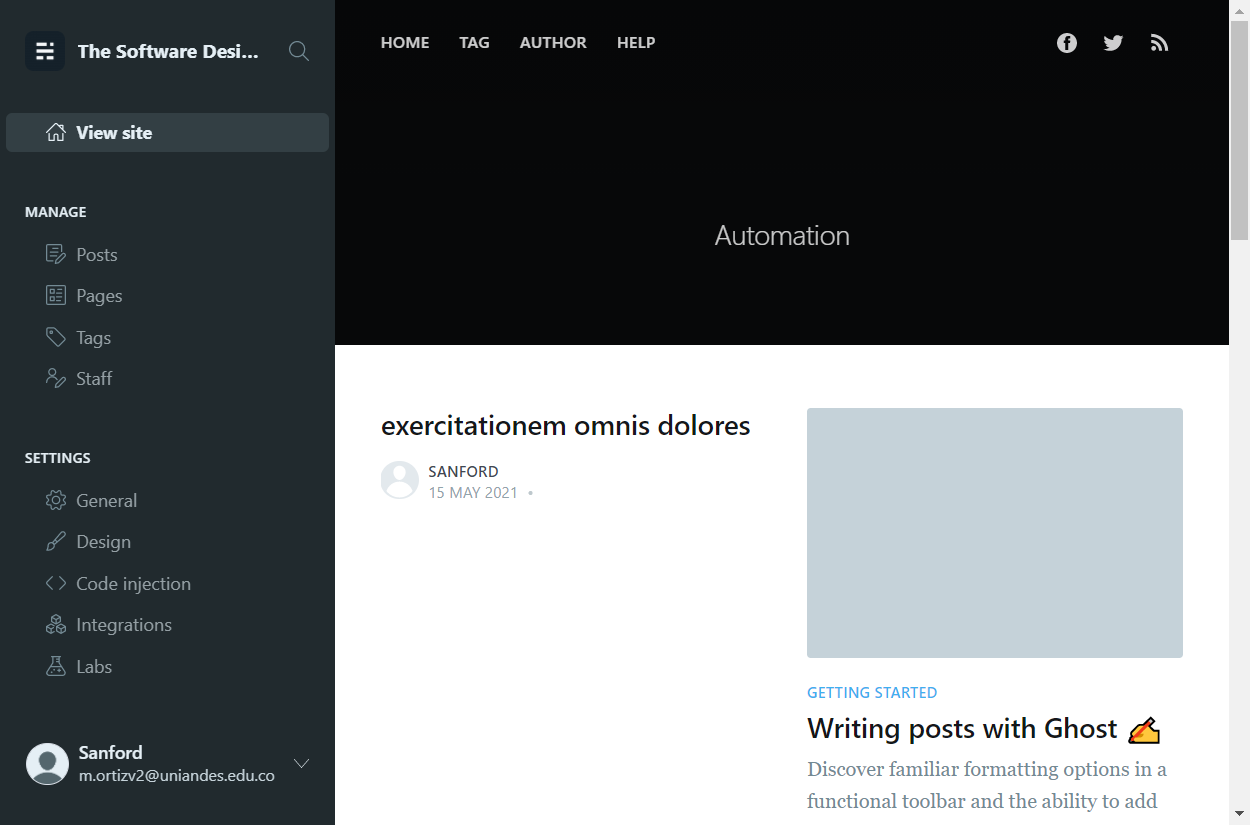 The Software Desi...
View site
MANAGE
Posts
Pages
Tags
Staff
SETTINGS
General
Design
Code injection
Integrations
Labs
Sanford
m.ortizv2@uniandes.edu.co
HOME TAG AUTHOR HELP
Automation
exercitationem omnis dolores
SANFORD
15 MAY 2021 •
GETTING STARTED
Writing posts with Ghost ✍️
Discover familiar formatting options in a
functional toolbar and the ability to add